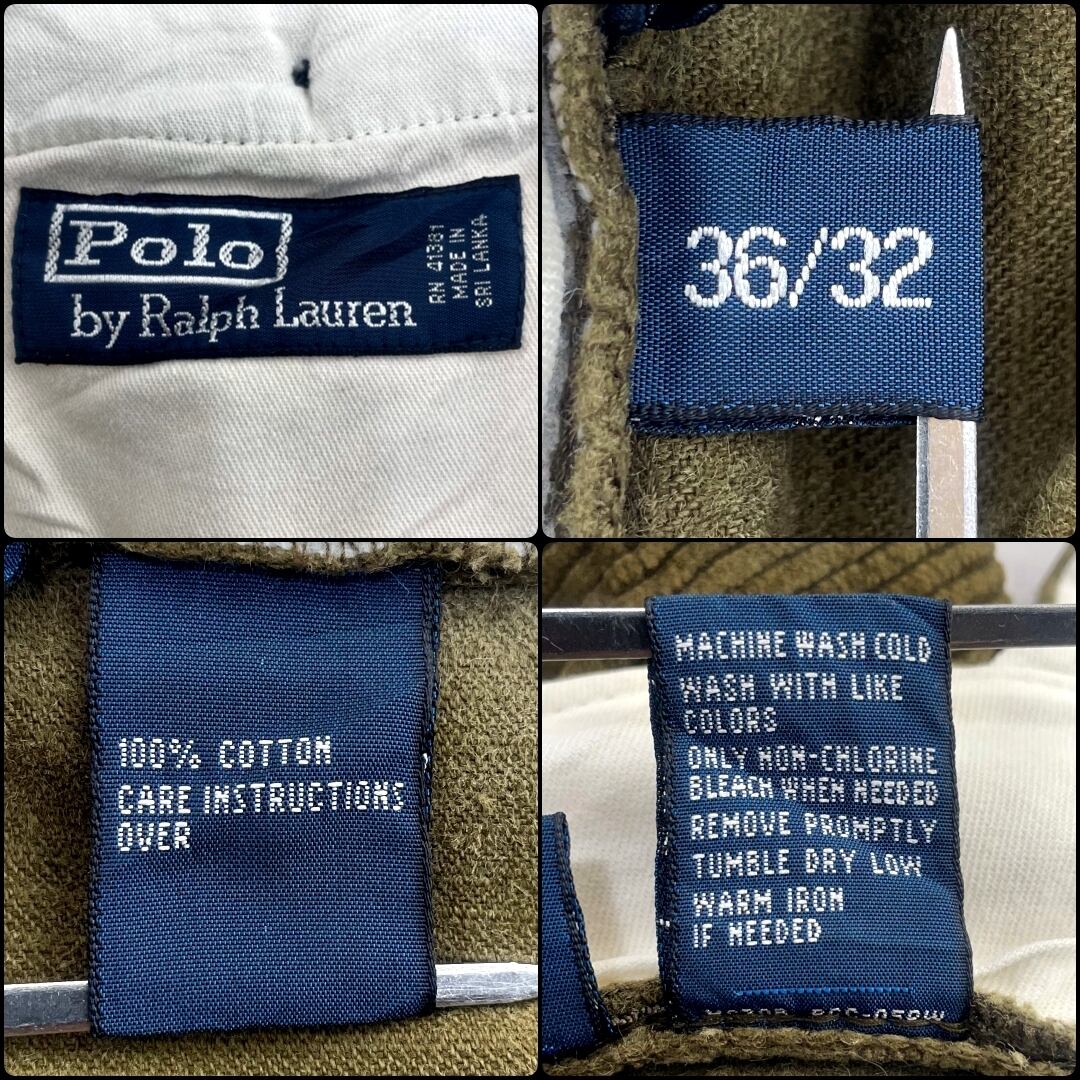 Polo
by Ralph Lauren
RN 41381
MADE IN
SRI LANKA
36/32
100% COTTON
CARE INSTRUCTIONS
OVER
MACHINE WASH COLD
WASH WITH LIKE
COLORS
ONLY NON-CHLORINE
BLEACH WHEN NEEDED
REMOVE PROMPTLY
TUMBLE DRY LOW
WARM IRON
IF NEEDED